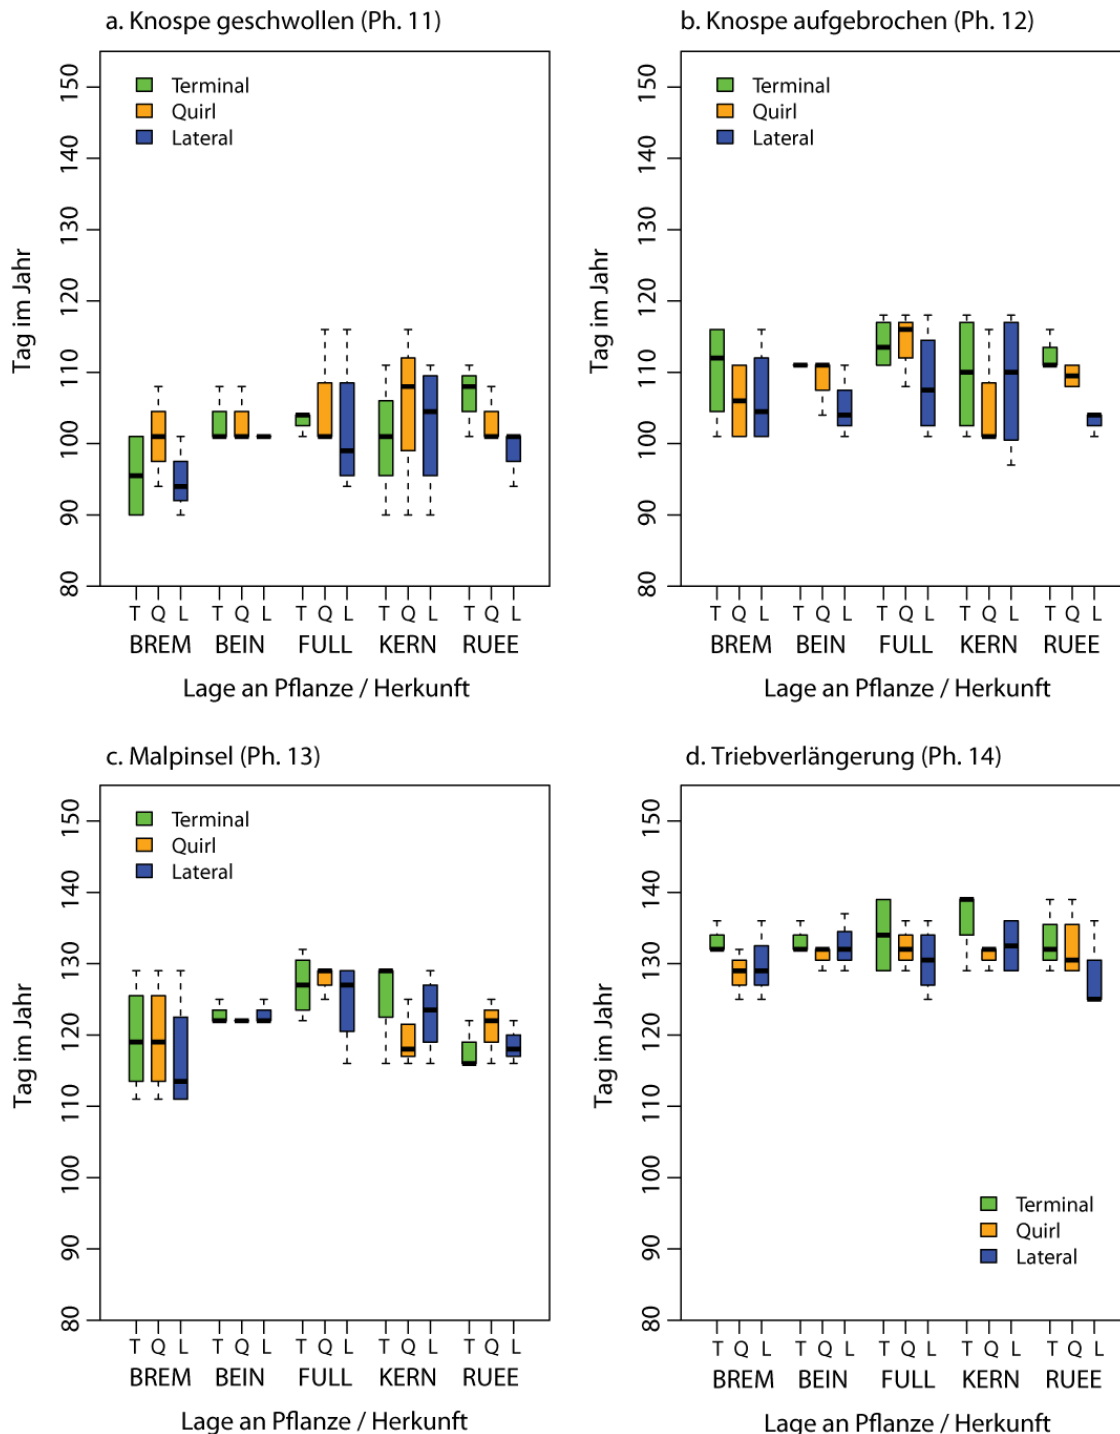 a. Knospe geschwollen (Ph. 11)
Terminal
Quirl
Lateral
Tag im Jahr
150
140
130
120
110
100
90
80
T Q L T Q L T Q L T Q L T Q L
BREM BEIN FULL KERN RUEE
Lage an Pflanze / Herkunft
b. Knospe aufgebrochen (Ph. 12)
Terminal
Quirl
Lateral
Tag im Jahr
150
140
130
120
110
100
90
80
T Q L T Q L T Q L T Q L T Q L
BREM BEIN FULL KERN RUEE
Lage an Pflanze / Herkunft
c. Malpinsel (Ph. 13)
Terminal
Quirl
Lateral
Tag im Jahr
150
140
130
120
110
100
90
80
T Q L T Q L T Q L T Q L T Q L
BREM BEIN FULL KERN RUEE
Lage an Pflanze / Herkunft
d. Triebverlängerung (Ph. 14)
Tag im Jahr
150
140
130
120
110
100
90
80
Terminal
Quirl
Lateral
T Q L T Q L T Q L T Q L T Q L
BREM BEIN FULL KERN RUEE
Lage an Pflanze / Herkunft